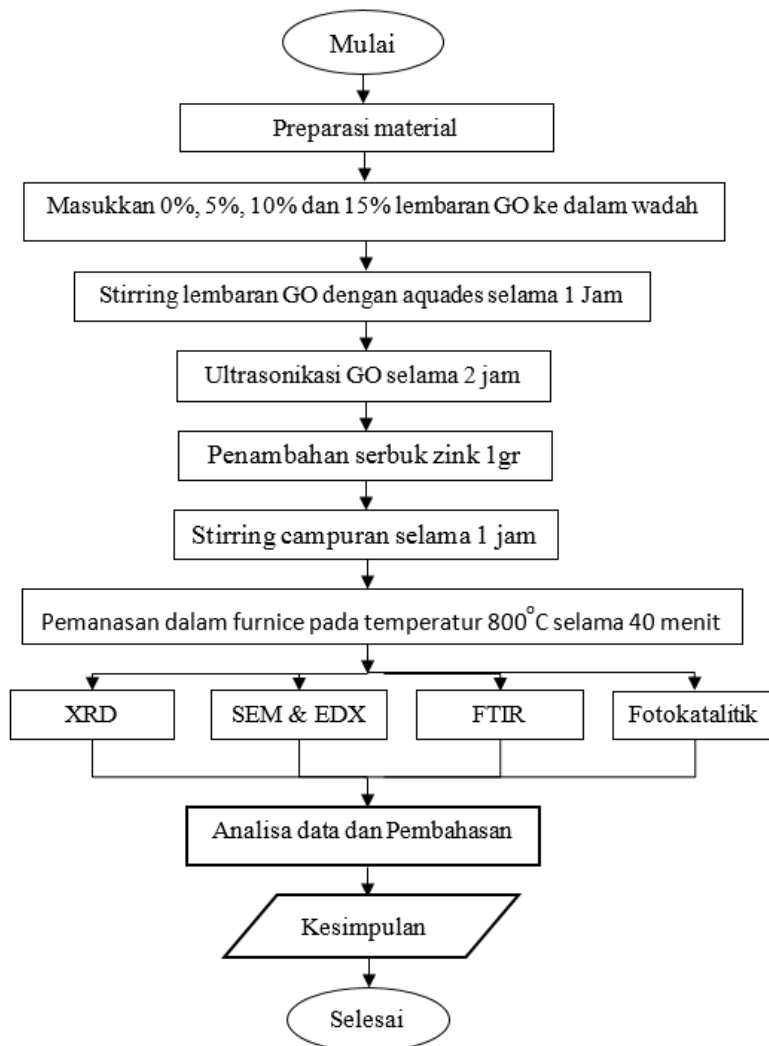 Mulai
Preparasi material
Masukkan 0%, 5%, 10% dan 15% lembaran GO ke dalam wadah
Stirring lembaran GO dengan aquades selama 1 Jam
Ultrasonikasi GO selama 2 jam
Penambahan serbuk zink 1gr
Stirring campuran selama 1 jam
Pemanasan dalam furnice pada temperatur 800°C selama 40 menit
XRD
SEM & EDX
FTIR
Fotokatalitik
Analisa data dan Pembahasan
Kesimpulan
Selesai